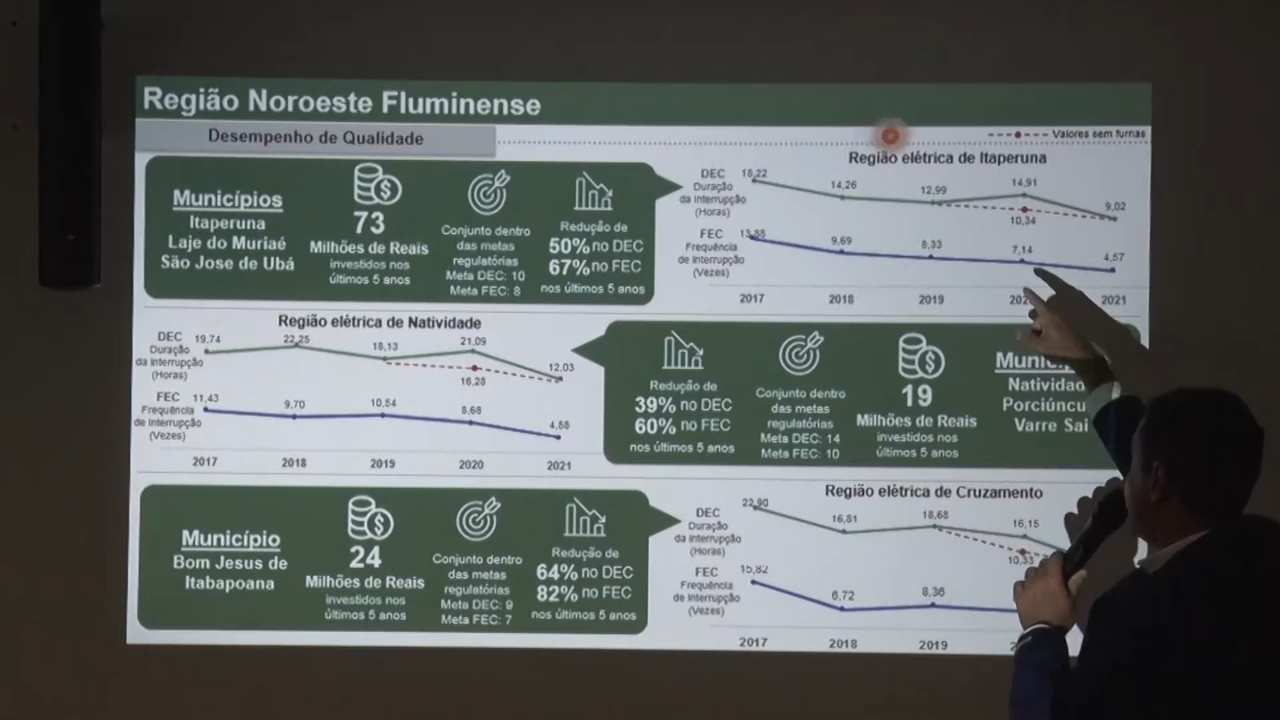 Região Noroeste Fluminense
Desempenho de Qualidade
Valores sem furnas
Municípios
Itaperuna
Laje do Muriaé
São Jose de Ubá
73
Milhões de Reais
investidos nos
últimos 5 anos
Conjunto dentro
das metas
regulatórias
Meta DEC: 10
Meta FEC: 8
Redução de
50% no DEC
67% no FEC
nos últimos 5 anos
Região elétrica de Itaperuna
DEC
Duração
da Interrupção
(Horas)
18,22
14,26
12,99
14,91
10,34
9,02
FEC
Frequência
de Interrupção
(Vezes)
13,88
9,69
8,33
7,14
4,57
2017
2018
2019
2021
Região elétrica de Natividade
DEC
Duração
da Interrupção
(Horas)
19,74
22,25
18,13
21,09
16,28
12,03
FEC
Frequência
de Interrupção
(Vezes)
11,43
9,70
10,54
8,68
4,58
2017
2018
2019
2020
2021
Redução de
39% no DEC
60% no FEC
nos últimos 5 anos
Conjunto dentro
das metas
regulatórias
Meta DEC: 14
Meta FEC: 10
19
Milhões de Reais
investidos nos
últimos 5 anos
Natividad
Porciúncu
Varre Sai
Município
Bom Jesus de
Itabapoana
24
Milhões de Reais
investidos nos
últimos 5 anos
Conjunto dentro
das metas
regulatórias
Meta DEC: 9
Meta FEC: 7
Redução de
64% no DEC
82% no FEC
nos últimos 5 anos
Região elétrica de Cruzamento
DEC
Duração
da Interrupção
(Horas)
22,90
16,81
18,68
16,15
10,33
FEC
Frequência
de Interrupção
(Vezes)
15,82
6,72
8,36
2017
2018
2019